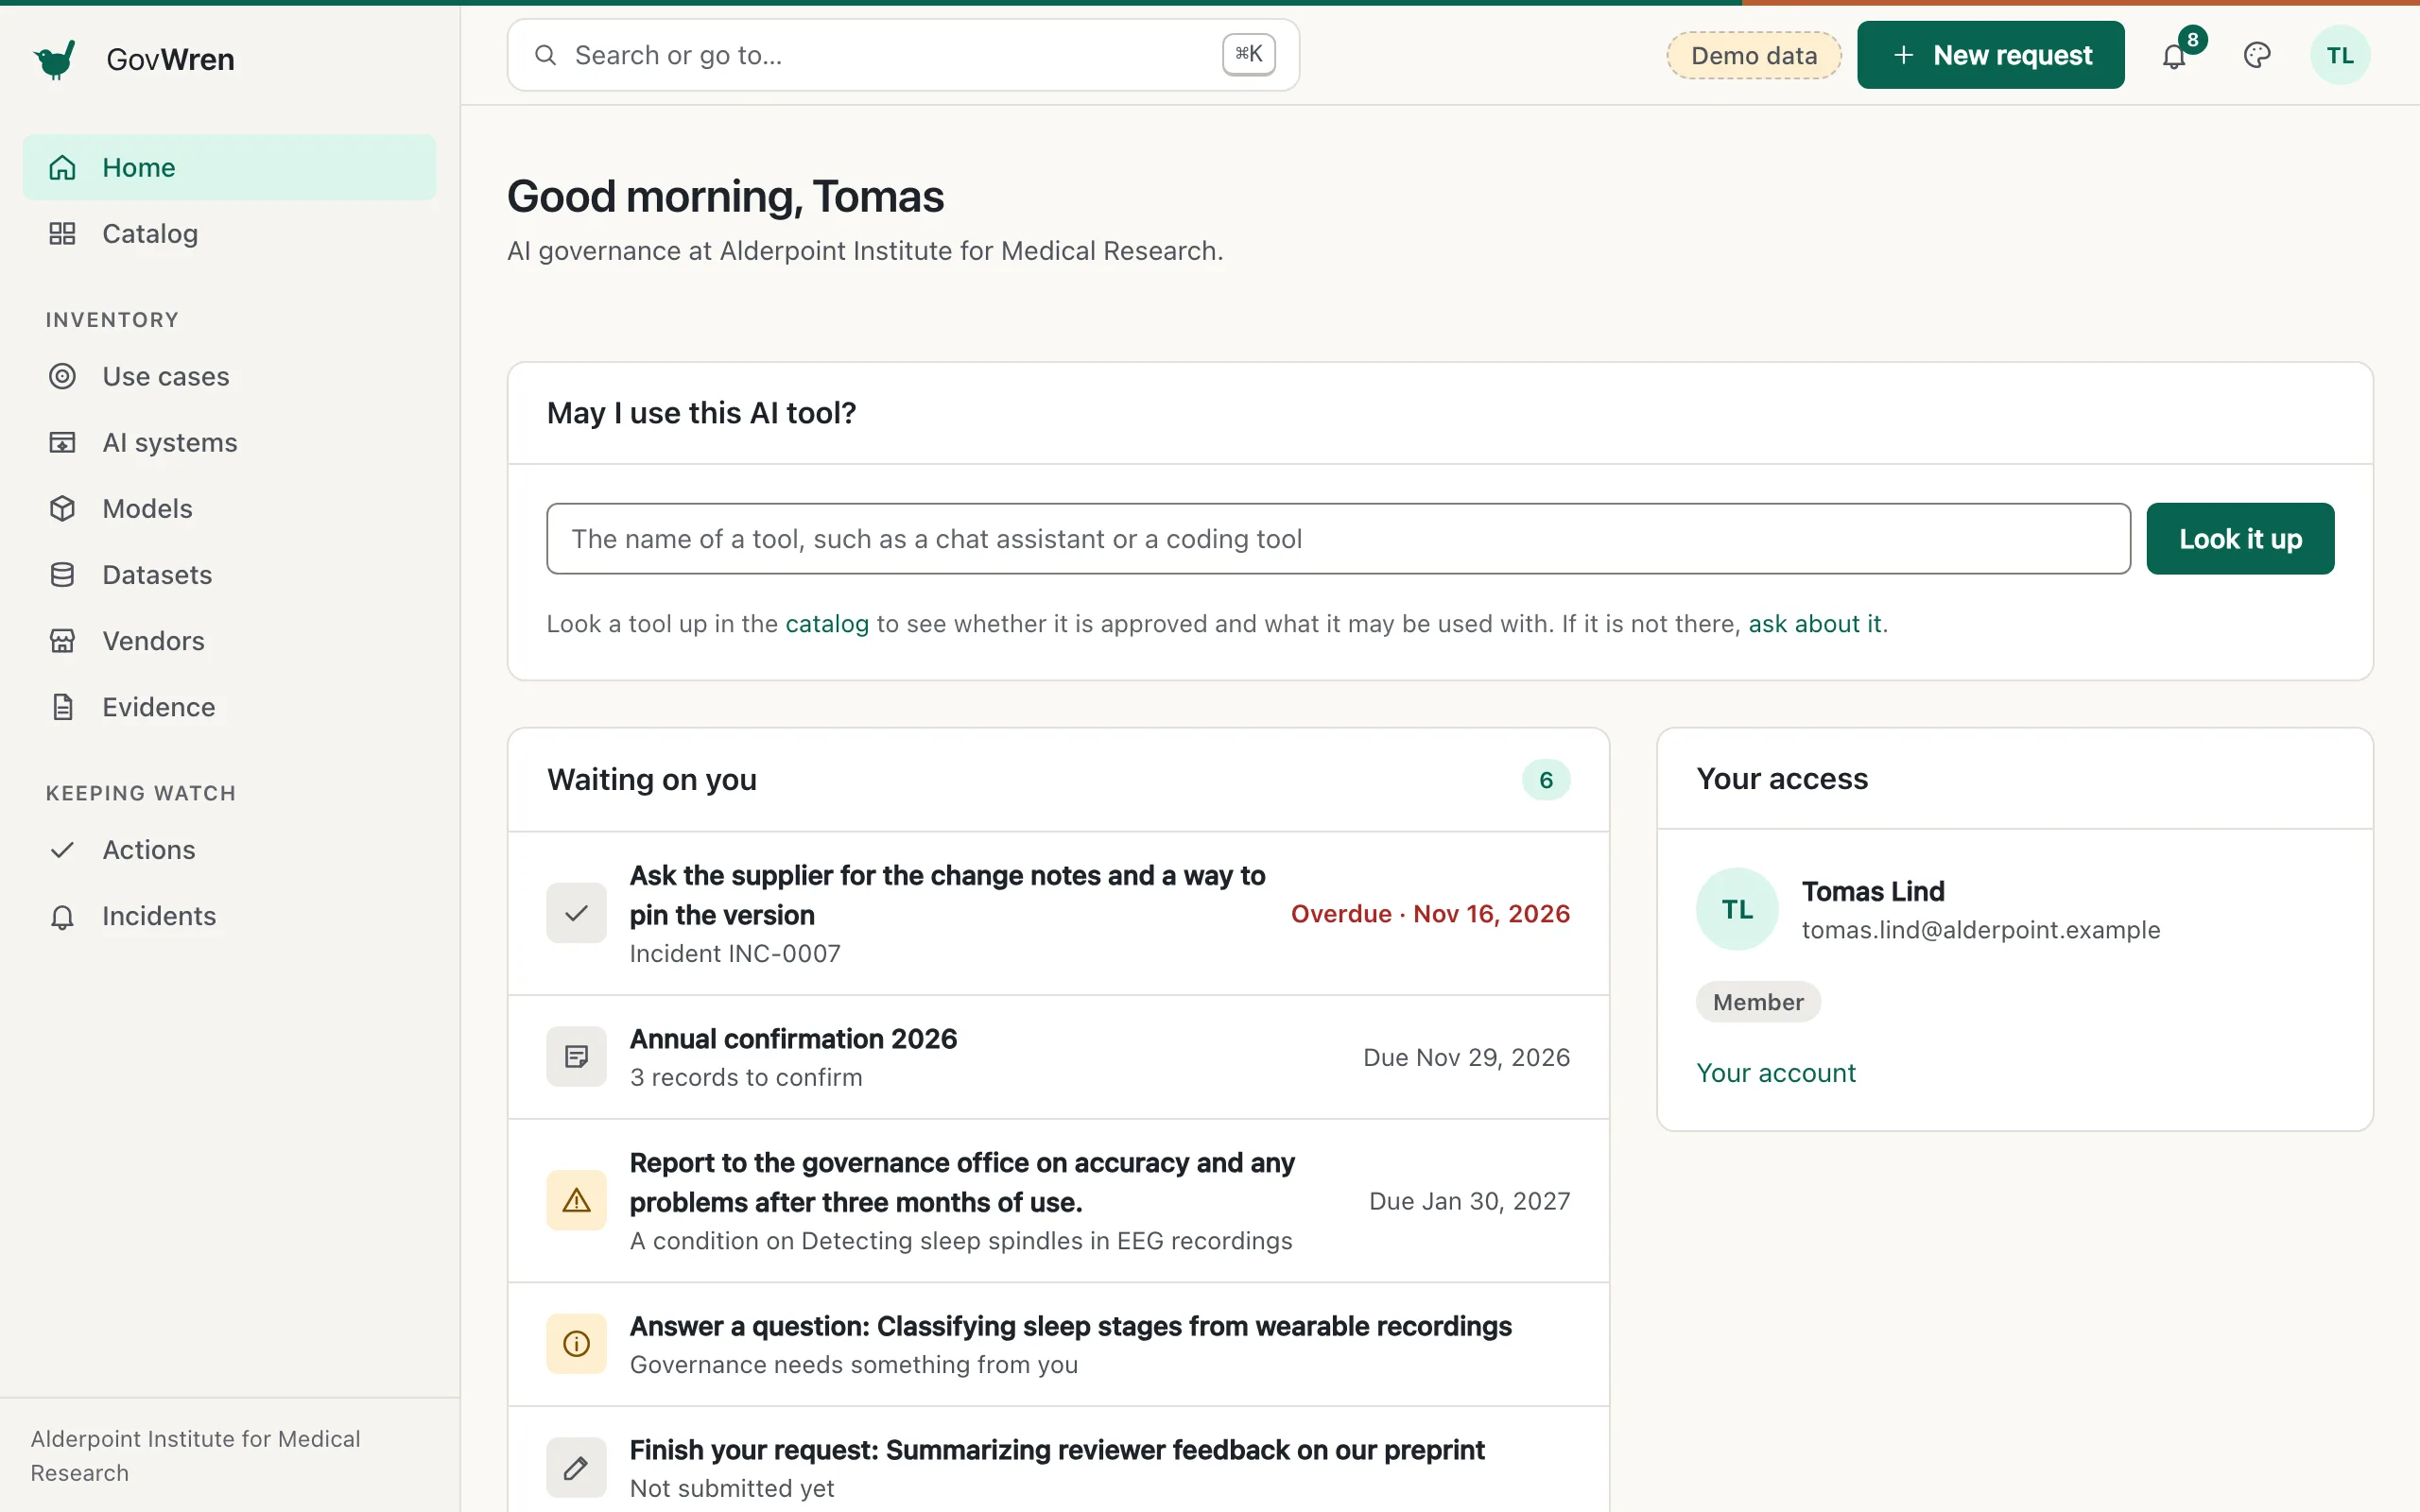 GovWren
Search or go to...
⌘K
Demo data
+ New request
8
TL
Home
Catalog
INVENTORY
Use cases
AI systems
Models
Datasets
Vendors
Evidence
KEEPING WATCH
Actions
Incidents
Alderpoint Institute for Medical
Research
Good morning, Tomas
AI governance at Alderpoint Institute for Medical Research.
May I use this AI tool?
The name of a tool, such as a chat assistant or a coding tool
Look it up
Look a tool up in the catalog to see whether it is approved and what it may be used with. If it is not there, ask about it.
Waiting on you
6
Ask the supplier for the change notes and a way to
pin the version
Incident INC-0007
Overdue · Nov 16, 2026
Annual confirmation 2026
3 records to confirm
Due Nov 29, 2026
Report to the governance office on accuracy and any
problems after three months of use.
A condition on Detecting sleep spindles in EEG recordings
Due Jan 30, 2027
Answer a question: Classifying sleep stages from wearable recordings
Governance needs something from you
Finish your request: Summarizing reviewer feedback on our preprint
Not submitted yet
Your access
TL
Tomas Lind
tomas.lind@alderpoint.example
Member
Your account